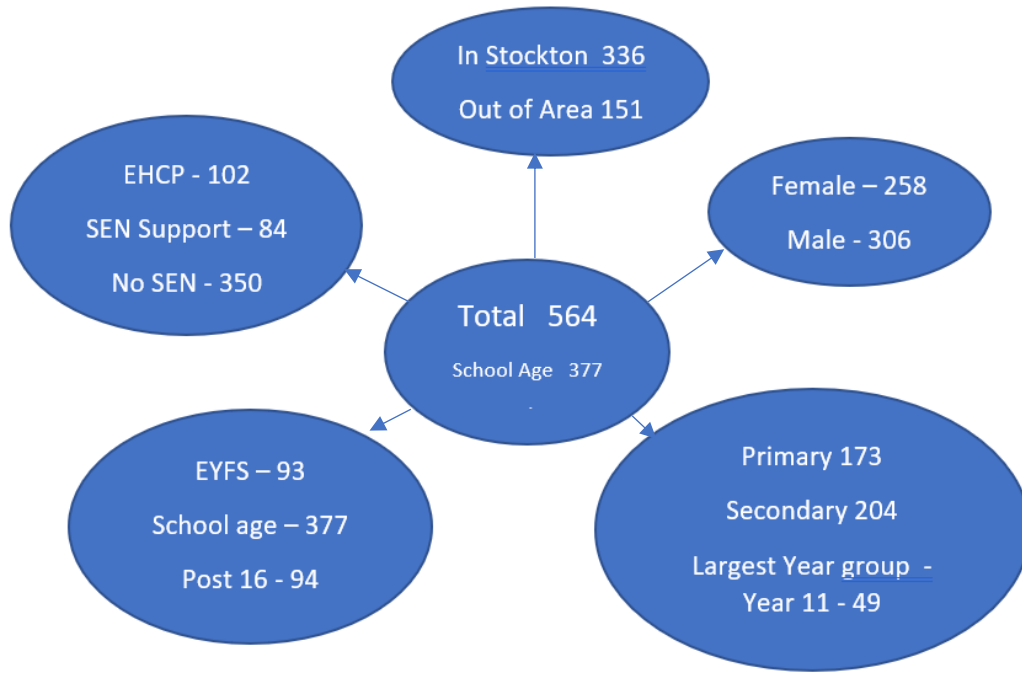 In Stockton 336
Out of Area 151
EHCP - 102
SEN Support – 84
No SEN - 350
Female – 258
Male - 306
Total 564
School Age 377
.
EYFS – 93
School age – 377
Post 16 - 94
Primary 173
Secondary 204
Largest Year group -
Year 11 - 49